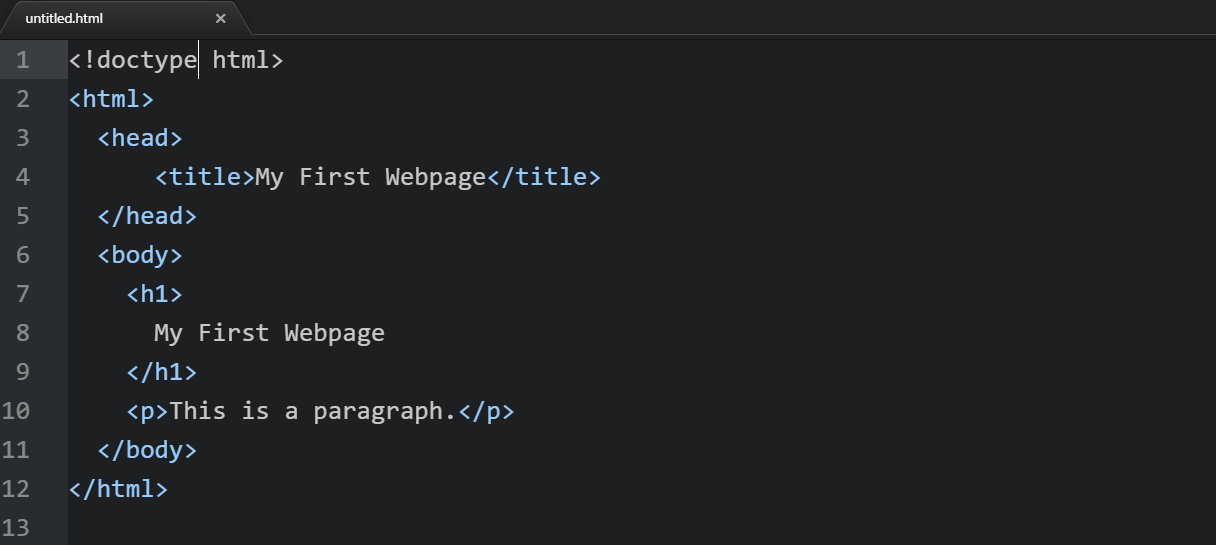 untitled.html ×
1 <!doctype html>
2 <html>
3   <head>
4       <title>My First Webpage</title>
5   </head>
6   <body>
7     <h1>
8       My First Webpage
9     </h1>
10     <p>This is a paragraph.</p>
11   </body>
12 </html>
13